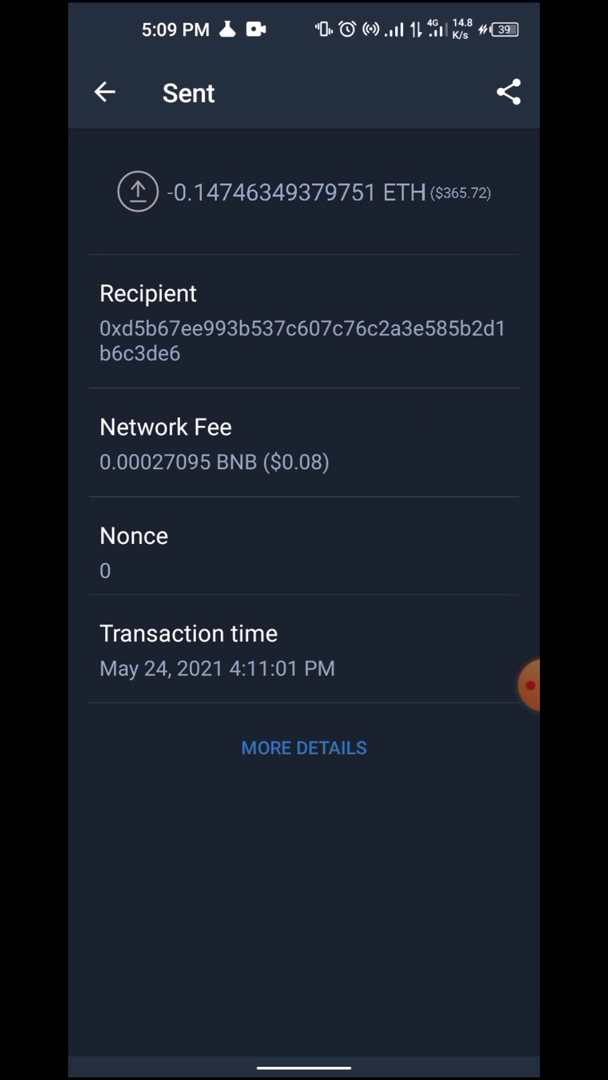 5:09 PM 4G 14.8 K/s 39
Sent
-0.14746349379751 ETH ($365.72)
Recipient
0xd5b67ee993b537c607c76c2a3e585b2d1
b6c3de6
Network Fee
0.00027095 BNB ($0.08)
Nonce
0
Transaction time
May 24, 2021 4:11:01 PM
MORE DETAILS